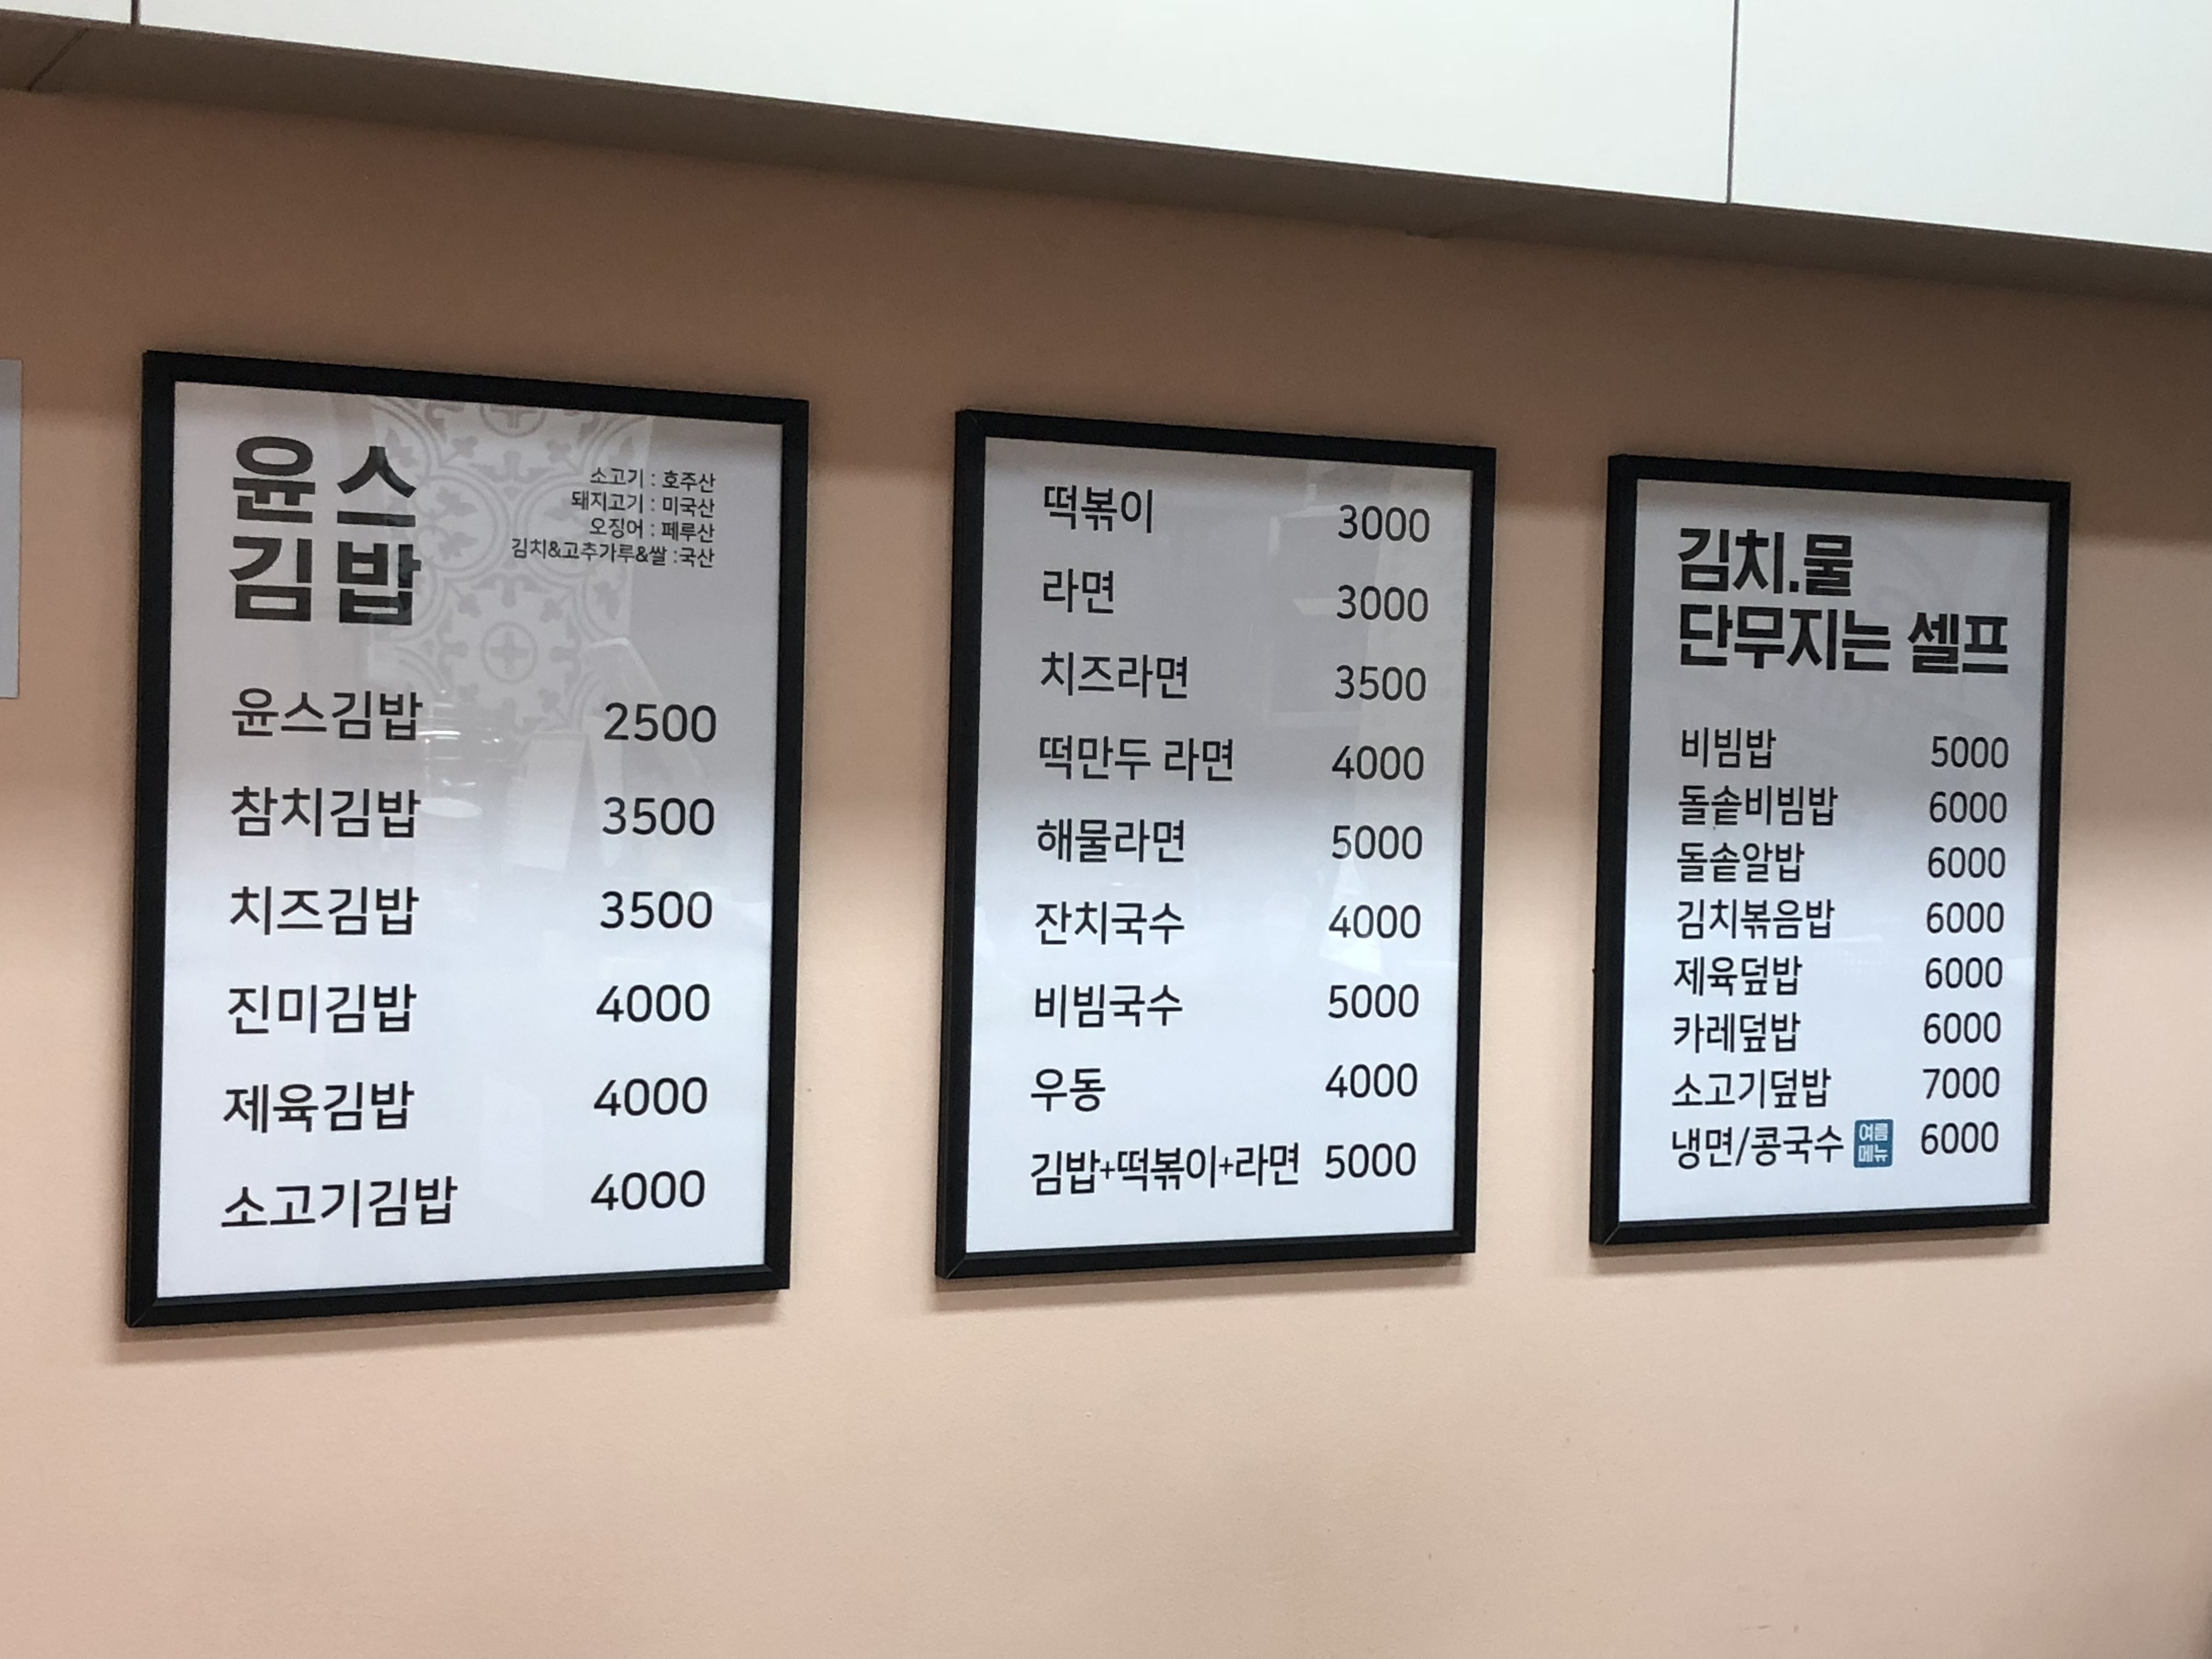 윤스
김밥
소고기 : 호주산
돼지고기 : 미국산
오징어 : 페루산
김치&고추가루&쌀 :국산
윤스김밥 2500
참치김밥 3500
치즈김밥 3500
진미김밥 4000
제육김밥 4000
소고기김밥 4000
떡볶이 3000
라면 3000
치즈라면 3500
떡만두 라면 4000
해물라면 5000
잔치국수 4000
비빔국수 5000
우동 4000
김밥+떡볶이+라면 5000
김치.물
단무지는 셀프
비빔밥 5000
돌솥비빔밥 6000
돌솥알밥 6000
김치볶음밥 6000
제육덮밥 6000
카레덮밥 6000
소고기덮밥 7000
냉면/콩국수 여름메뉴 6000